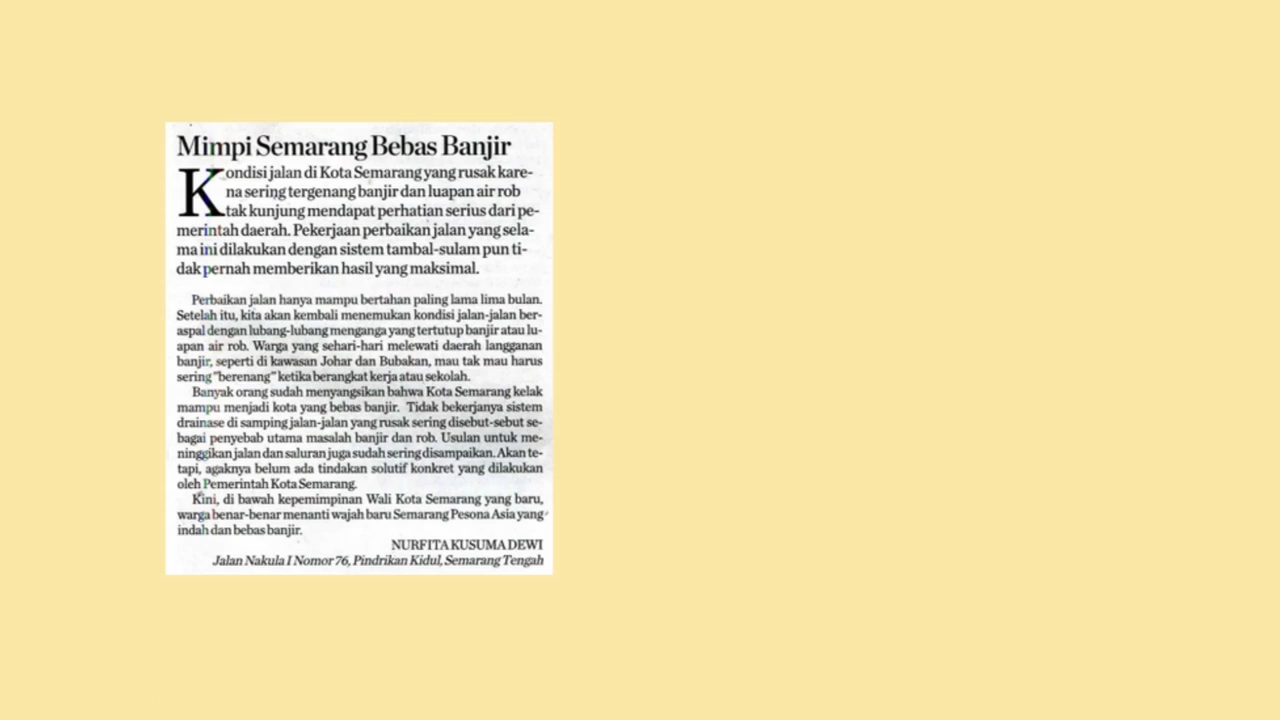 Mimpi Semarang Bebas Banjir
Kondisi jalan di Kota Semarang yang rusak kare-
na sering tergenang banjir dan luapan air rob
tak kunjung mendapat perhatian serius dari pe-
merintah daerah. Pekerjaan perbaikan jalan yang sela-
ma ini dilakukan dengan sistem tambal-sulam pun ti-
dak pernah memberikan hasil yang maksimal.
Perbaikan jalan hanya mampu bertahan paling lama lima bulan.
Setelah itu, kita akan kembali menemukan kondisi jalan-jalan ber-
aspal dengan lubang-lubang menganga yang tertutup banjir atau lu-
apan air rob. Warga yang sehari-hari melewati daerah langganan
banjir, seperti di kawasan Johar dan Bubakan, mau tak mau harus
sering "berenang" ketika berangkat kerja atau sekolah.
Banyak orang sudah menyangsikan bahwa Kota Semarang kelak
mampu menjadi kota yang bebas banjir. Tidak bekerjanya sistem
drainase di samping jalan-jalan yang rusak sering disebut-sebut se-
bagai penyebab utama masalah banjir dan rob. Usulan untuk me-
ninggikan jalan dan saluran juga sudah sering disampaikan. Akan te-
tapi, agaknya belum ada tindakan solutif konkret yang dilakukan
oleh Pemerintah Kota Semarang.
Kini, di bawah kepemimpinan Wali Kota Semarang yang baru,
warga benar-benar menanti wajah baru Semarang Pesona Asia yang
indah dan bebas banjir.
NURFITA KUSUMA DEWI
Jalan Nakula I Nomor 76, Pindrikan Kidul, Semarang Tengah